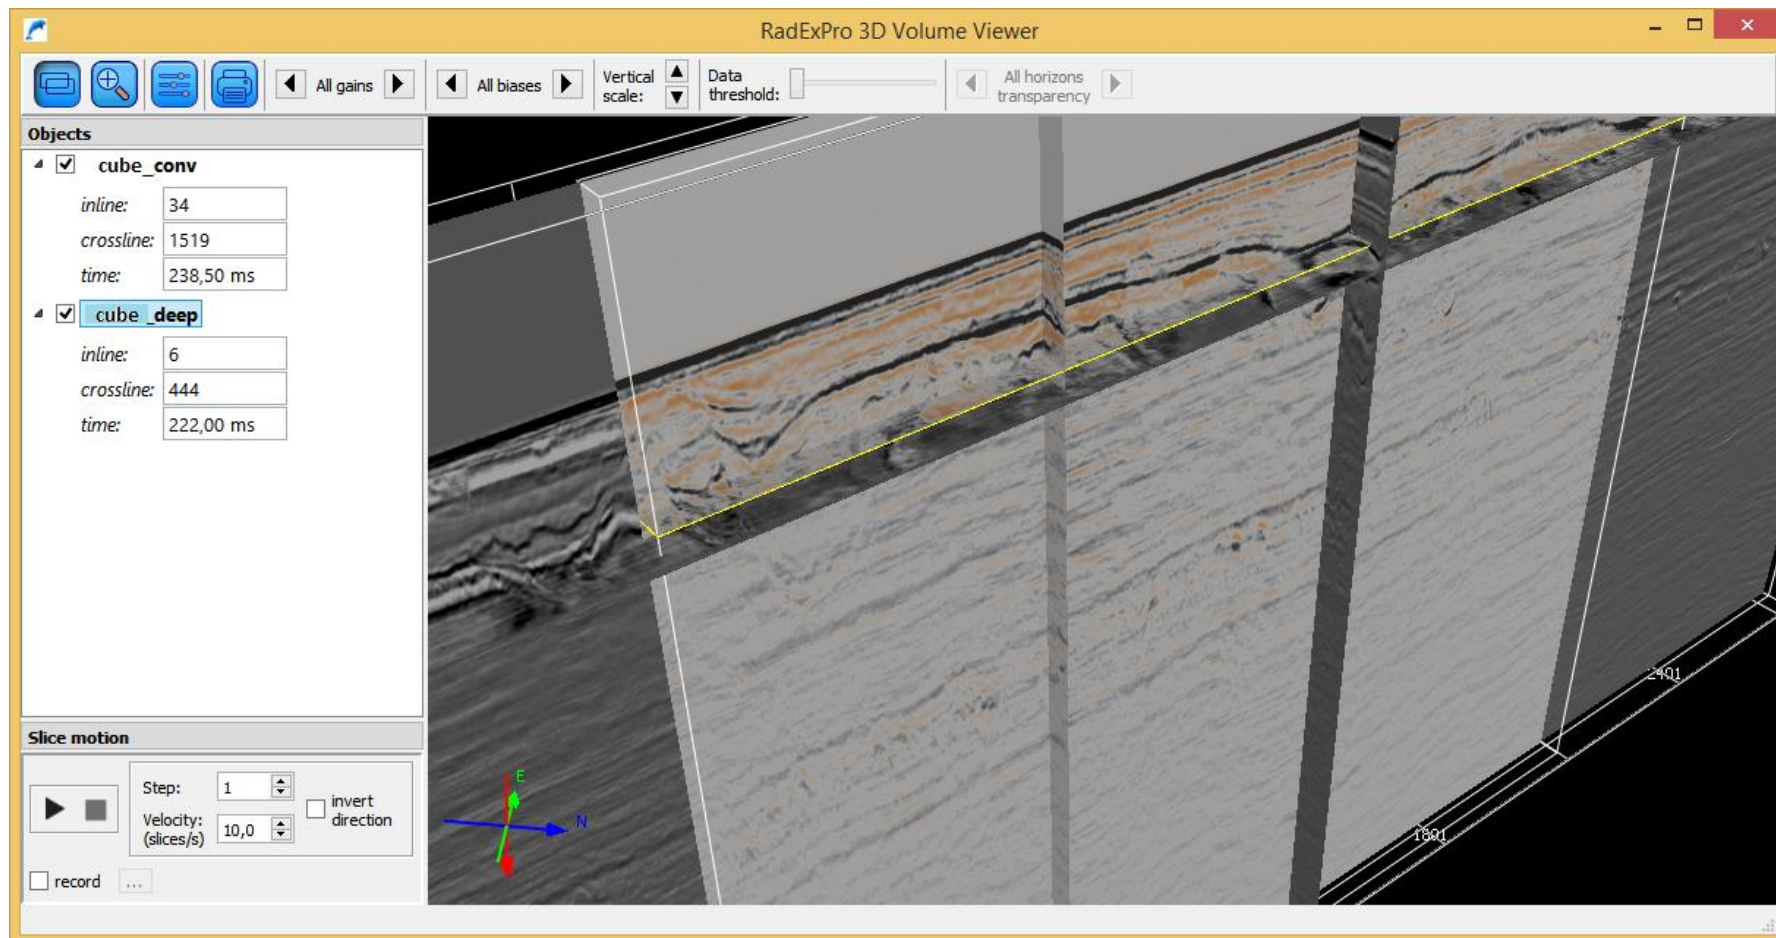 RadExPro 3D Volume Viewer
All gains
All biases
Vertical
scale:
Data
threshold:
All horizons
transparency
Objects
cube_conv
inline: 34
crossline: 1519
time: 238,50 ms
cube _deep
inline: 6
crossline: 444
time: 222,00 ms
Slice motion
Step: 1
Velocity:
(slices/s) 10,0
invert
direction
record ...
E
N
2401
1801